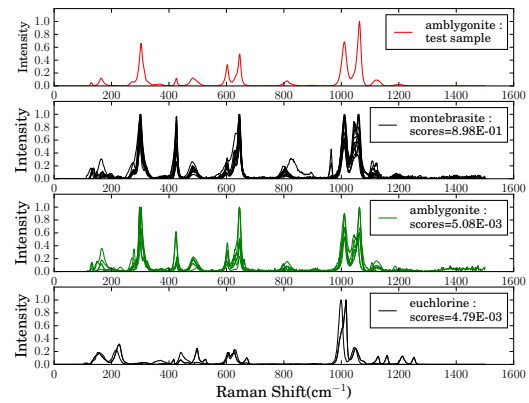 1.0
0.8
0.6
0.4
0.2
0.0
Intensity
amblygonite :
test sample
0 200 400 600 800 1000 1200 1400 1600
1.0
0.8
0.6
0.4
0.2
0.0
Intensity
montebrasite :
scores=8.98E-01
0 200 400 600 800 1000 1200 1400 1600
1.0
0.8
0.6
0.4
0.2
0.0
Intensity
amblygonite :
scores=5.08E-03
0 200 400 600 800 1000 1200 1400 1600
1.0
0.8
0.6
0.4
0.2
0.0
Intensity
euchlorine :
scores=4.79E-03
0 200 400 600 800 1000 1200 1400 1600
Raman Shift(cm⁻¹)